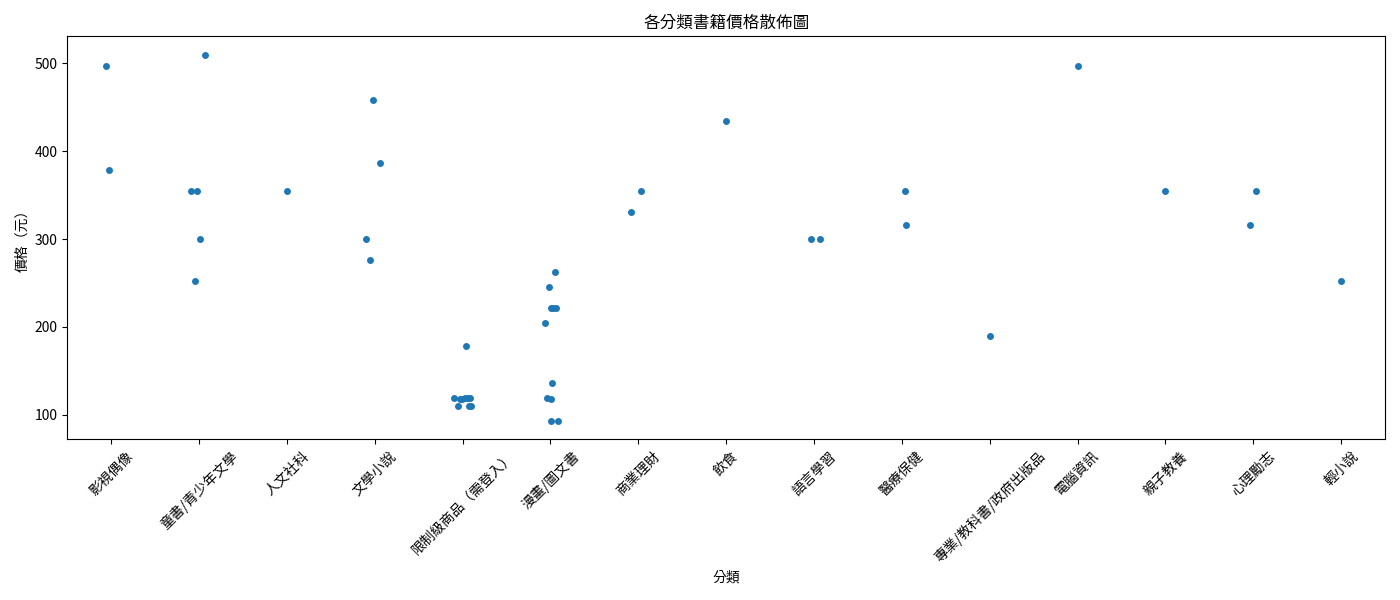 各分類書籍價格散佈圖
價格（元）
500
400
300
200
100
影視偶像
童書/青少年文學
人文社科
文學小說
限制級商品（需登入）
漫畫/圖文書
商業理財
飲食
語言學習
醫療保健
專業/教科書/政府出版品
電腦資訊
親子教養
心理勵志
輕小說
分類